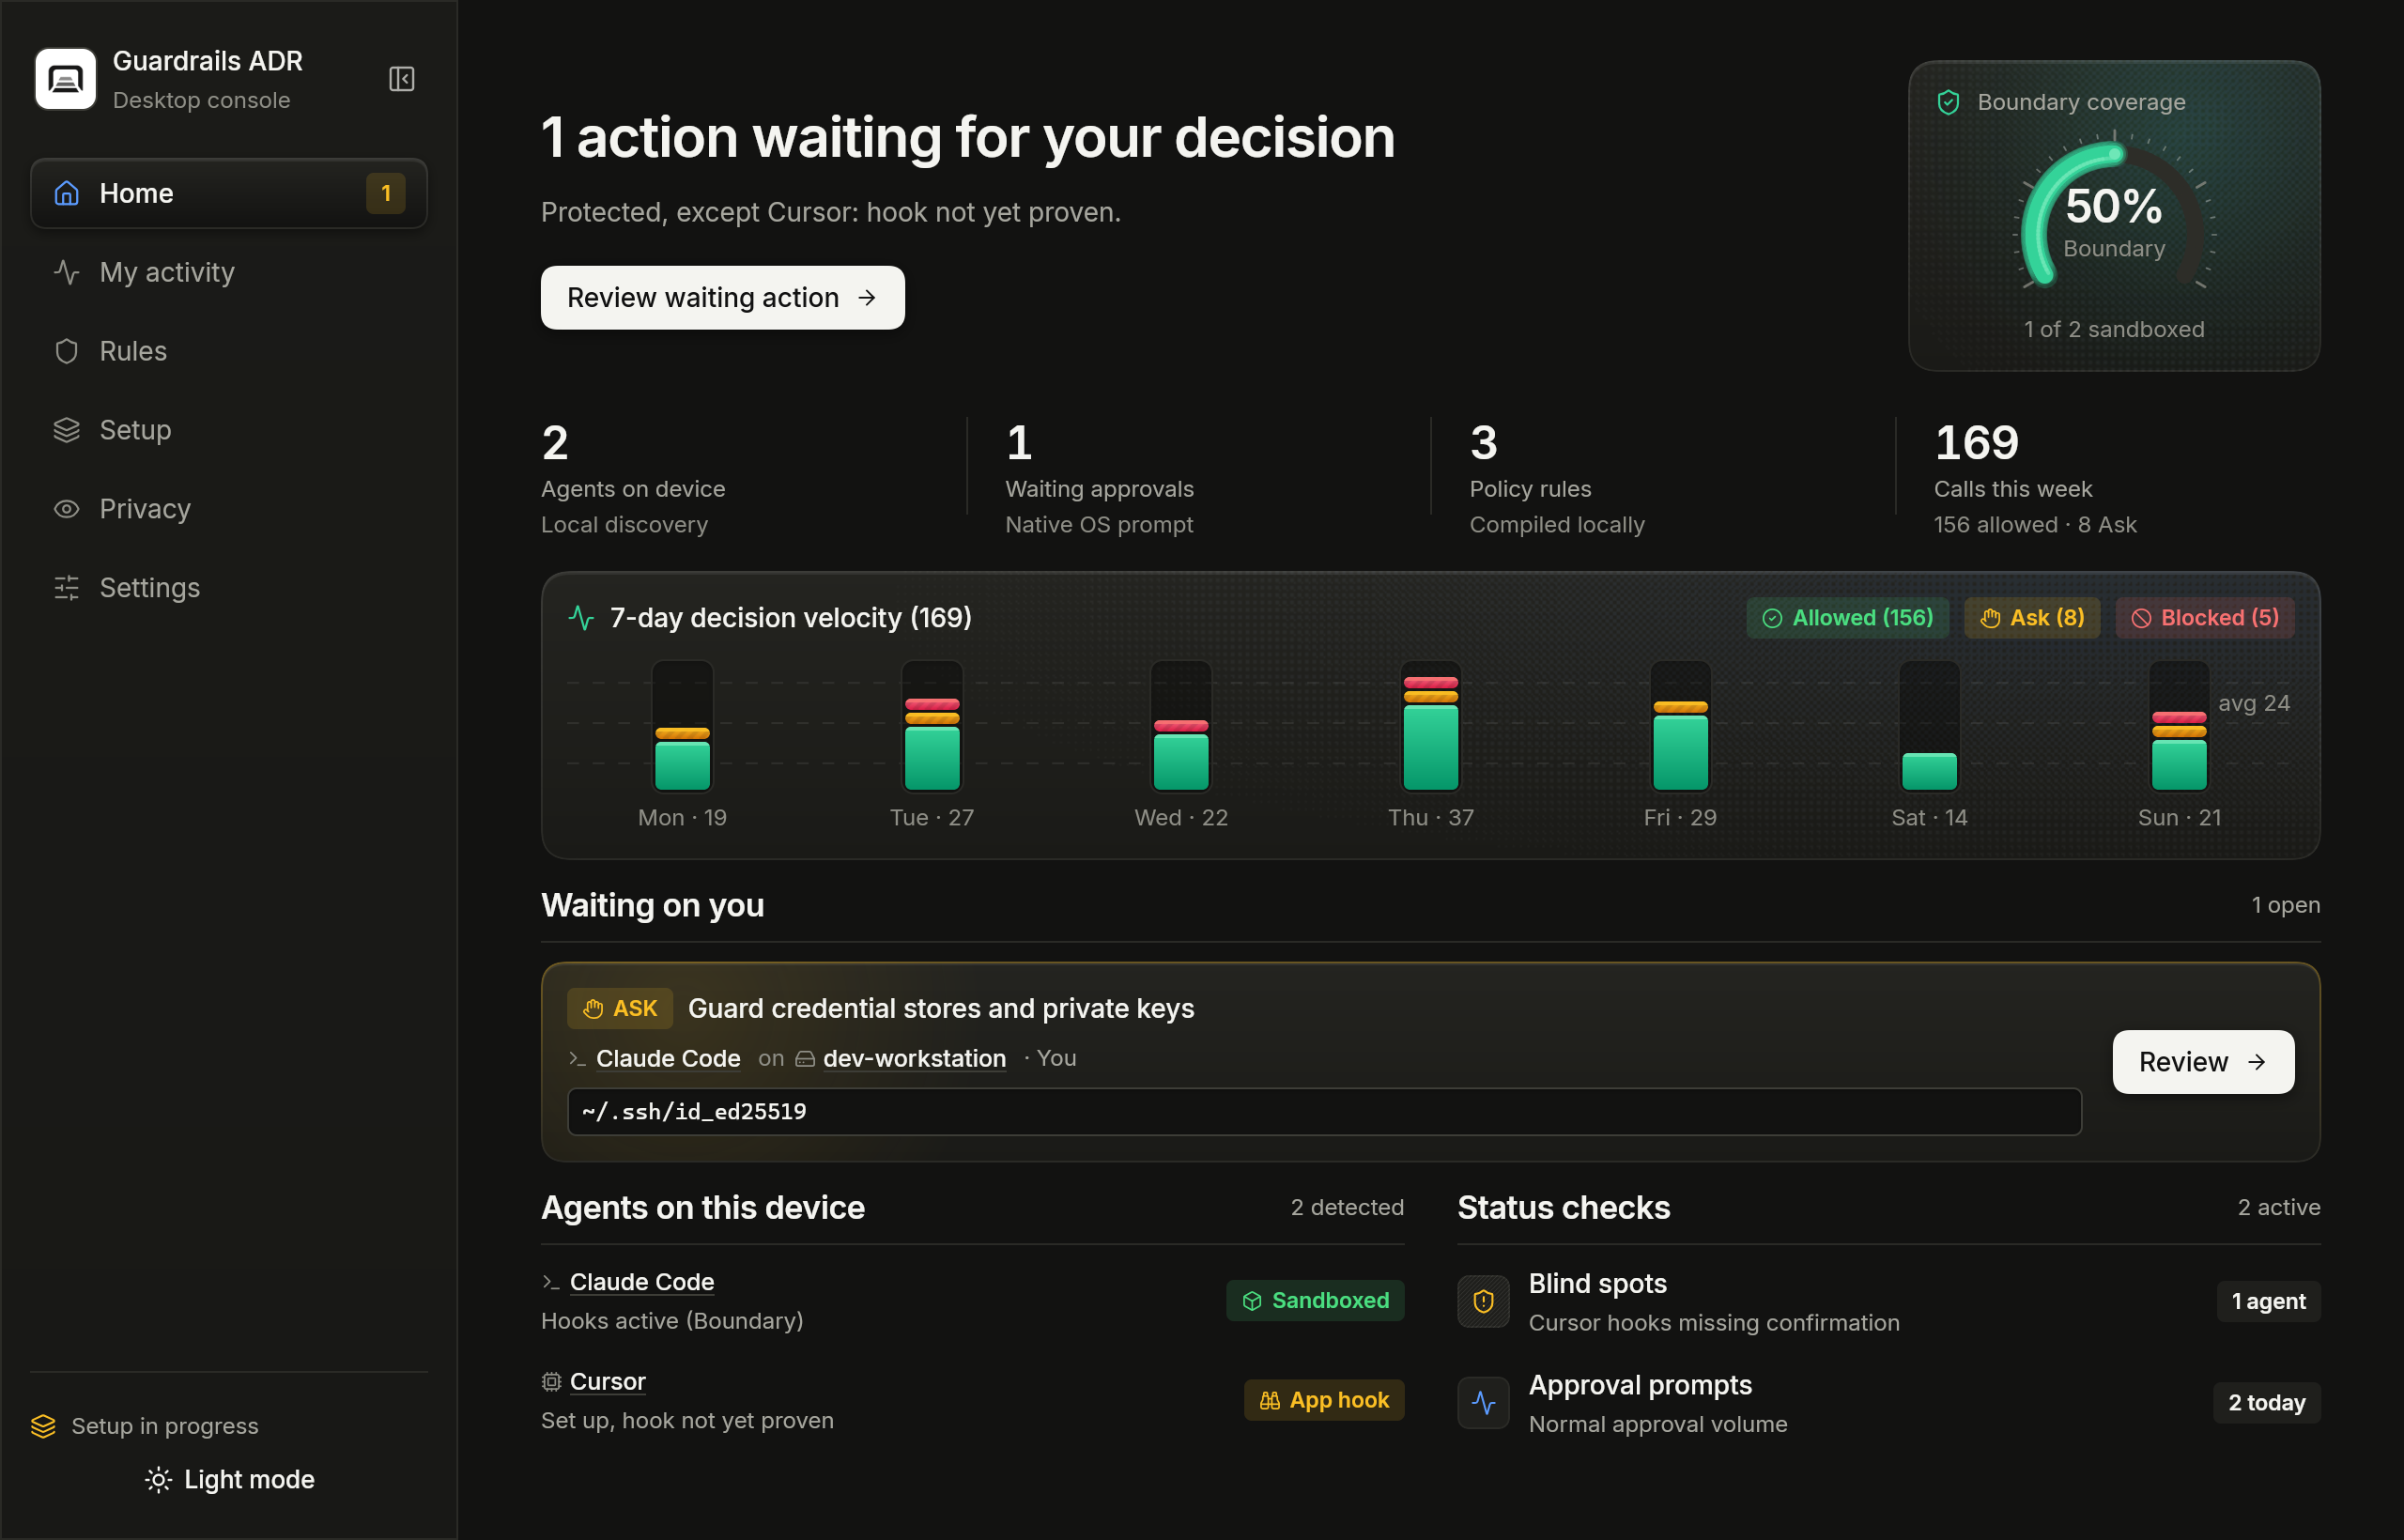 Guardrails ADR
Desktop console
Home 1
My activity
Rules
Setup
Privacy
Settings
Setup in progress
Light mode
1 action waiting for your decision
Protected, except Cursor: hook not yet proven.
Review waiting action
Boundary coverage
50%
Boundary
1 of 2 sandboxed
2
Agents on device
Local discovery
1
Waiting approvals
Native OS prompt
3
Policy rules
Compiled locally
169
Calls this week
156 allowed · 8 Ask
7-day decision velocity (169)
Allowed (156)
Ask (8)
Blocked (5)
avg 24
Mon · 19
Tue · 27
Wed · 22
Thu · 37
Fri · 29
Sat · 14
Sun · 21
Waiting on you
1 open
ASK Guard credential stores and private keys
Claude Code on dev-workstation · You
~/.ssh/id_ed25519
Review
Agents on this device
2 detected
Claude Code
Hooks active (Boundary)
Sandboxed
Cursor
Set up, hook not yet proven
App hook
Status checks
2 active
Blind spots
Cursor hooks missing confirmation
1 agent
Approval prompts
Normal approval volume
2 today